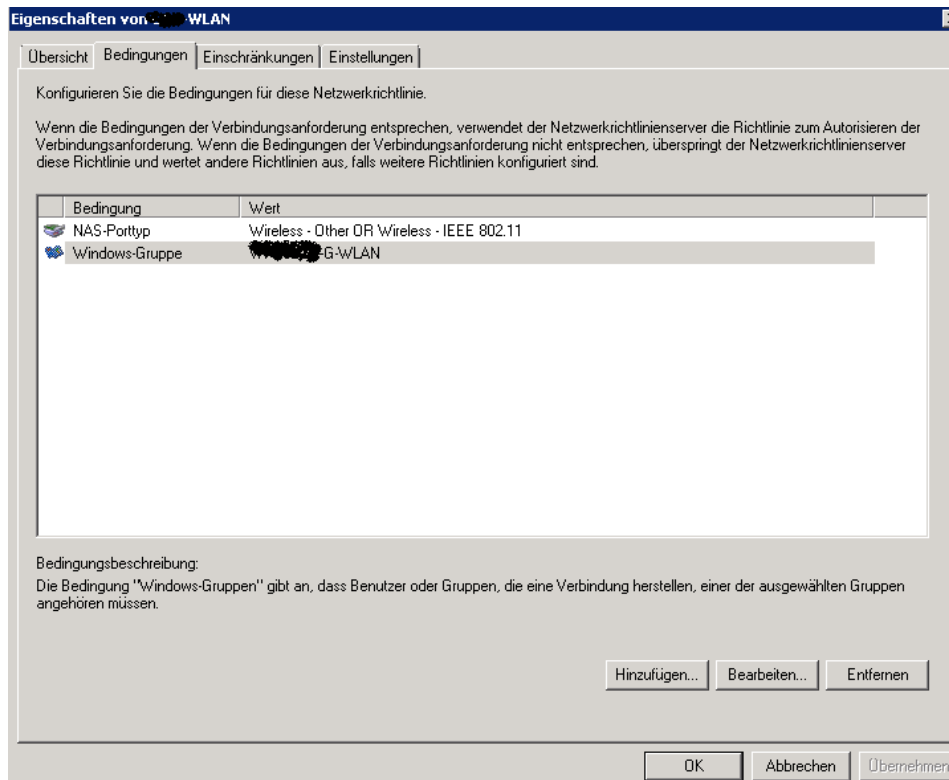 Eigenschaften von -WLAN
Übersicht Bedingungen Einschränkungen Einstellungen
Konfigurieren Sie die Bedingungen für diese Netzwerkrichtlinie.
Wenn die Bedingungen der Verbindungsanforderung entsprechen, verwendet der Netzwerkrichtlinienserver die Richtlinie zum Autorisieren der
Verbindungsanforderung. Wenn die Bedingungen der Verbindungsanforderung nicht entsprechen, überspringt der Netzwerkrichtlinienserver
diese Richtlinie und wertet andere Richtlinien aus, falls weitere Richtlinien konfiguriert sind.
Bedingung Wert
NAS-Porttyp Wireless - Other OR Wireless - IEEE 802.11
Windows-Gruppe -G-WLAN
Bedingungsbeschreibung:
Die Bedingung "Windows-Gruppen" gibt an, dass Benutzer oder Gruppen, die eine Verbindung herstellen, einer der ausgewählten Gruppen
angehören müssen.
Hinzufügen... Bearbeiten... Entfernen
OK Abbrechen Übernehmen